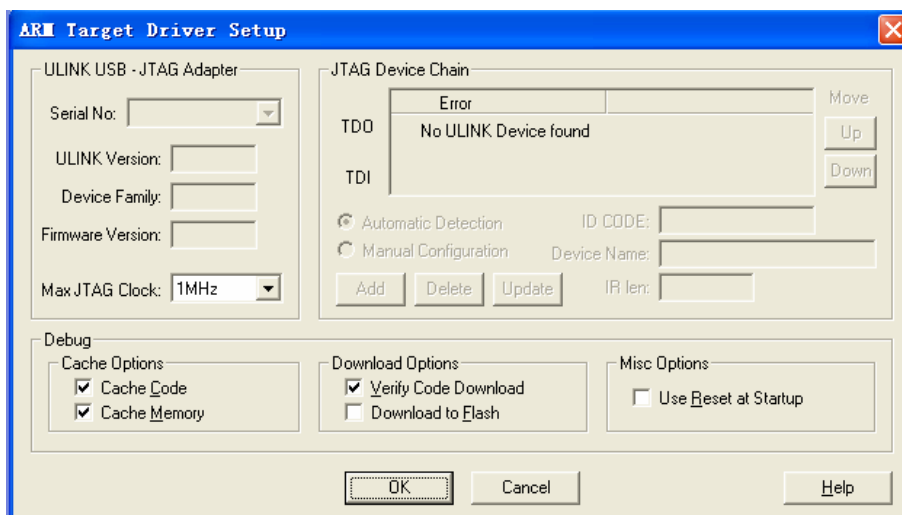 ARM Target Driver Setup
ULINK USB - JTAG Adapter
Serial No:
ULINK Version:
Device Family:
Firmware Version:
Max JTAG Clock: 1MHz
JTAG Device Chain
Error
Move
TDO
No ULINK Device found
Up
TDI
Down
Automatic Detection
ID CODE:
Manual Configuration
Device Name:
Add
Delete
Update
IR len:
Debug
Cache Options
Cache Code
Cache Memory
Download Options
Verify Code Download
Download to Flash
Misc Options
Use Reset at Startup
OK
Cancel
Help